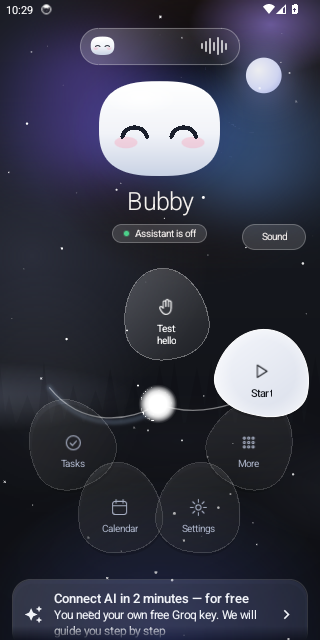 10:29
Bubby
Assistant is off
Sound
Test
hello
Start
Tasks
More
Calendar
Settings
Connect AI in 2 minutes — for free
You need your own free Groq key. We will
guide you step by step